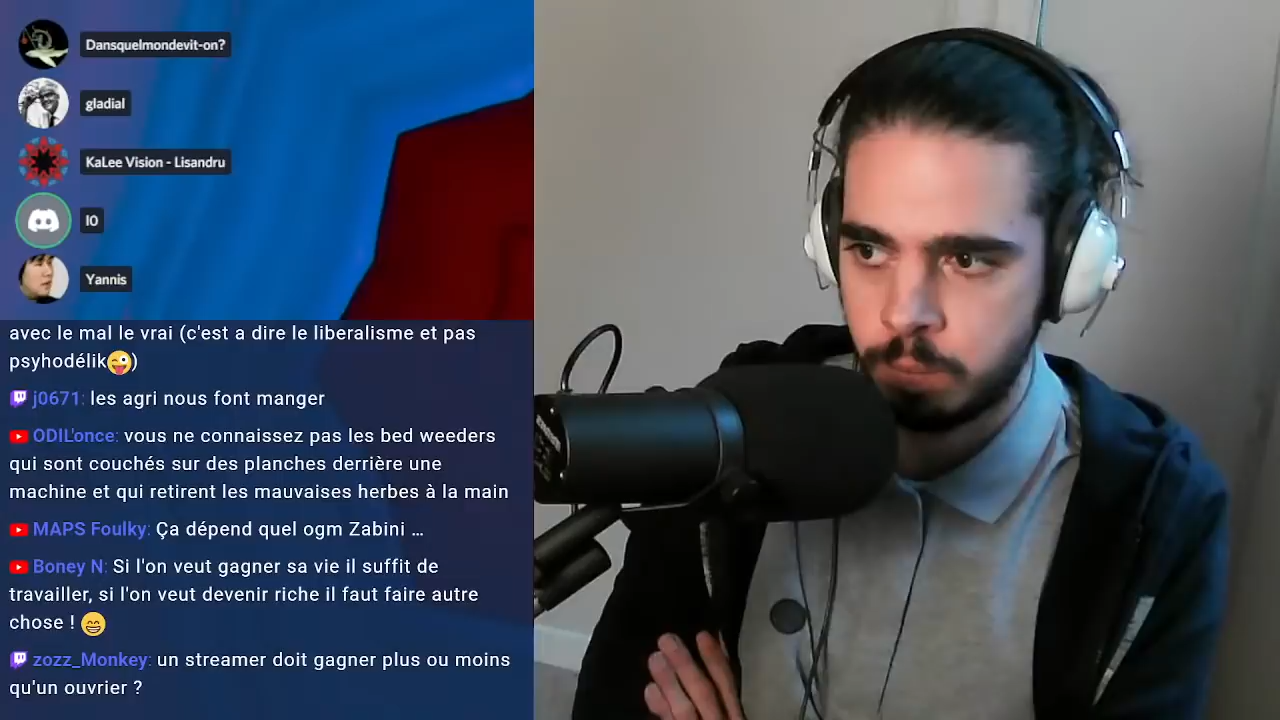 Dansquelmondevit-on?
gladial
KaLee Vision - Lisandru
IO
Yannis
avec le mal le vrai (c'est a dire le liberalisme et pas
psyhodélik😜)
j0671: les agri nous font manger
ODIL'once: vous ne connaissez pas les bed weeders
qui sont couchés sur des planches derrière une
machine et qui retirent les mauvaises herbes à la main
MAPS Foulky: Ça dépend quel ogm Zabini …
Boney N: Si l'on veut gagner sa vie il suffit de
travailler, si l'on veut devenir riche il faut faire autre
chose ! 😁
zozz_Monkey: un streamer doit gagner plus ou moins
qu'un ouvrier ?